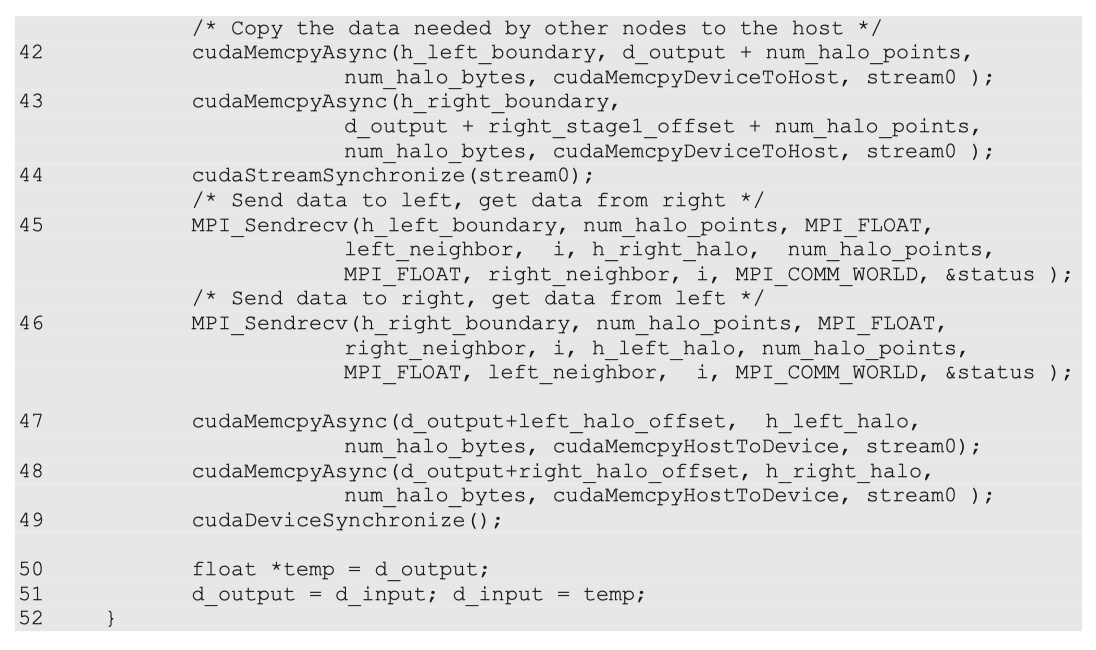 /* Copy the data needed by other nodes to the host */
42 cudaMemcpyAsync(h_left_boundary, d_output + num_halo_points,
num_halo_bytes, cudaMemcpyDeviceToHost, stream0 );
43 cudaMemcpyAsync(h_right_boundary,
d_output + right_stage1_offset + num_halo_points,
num_halo_bytes, cudaMemcpyDeviceToHost, stream0 );
44 cudaStreamSynchronize(stream0);
/* Send data to left, get data from right */
45 MPI_Sendrecv(h_left_boundary, num_halo_points, MPI_FLOAT,
left_neighbor, i, h_right_halo, num_halo_points,
MPI_FLOAT, right_neighbor, i, MPI_COMM_WORLD, &status );
/* Send data to right, get data from left */
46 MPI_Sendrecv(h_right_boundary, num_halo_points, MPI_FLOAT,
right_neighbor, i, h_left_halo, num_halo_points,
MPI_FLOAT, left_neighbor, i, MPI_COMM_WORLD, &status );
47 cudaMemcpyAsync(d_output+left_halo_offset, h_left_halo,
num_halo_bytes, cudaMemcpyHostToDevice, stream0);
48 cudaMemcpyAsync(d_output+right_halo_offset, h_right_halo,
num_halo_bytes, cudaMemcpyHostToDevice, stream0 );
49 cudaDeviceSynchronize();
50 float *temp = d_output;
51 d_output = d_input; d_input = temp;
52 }